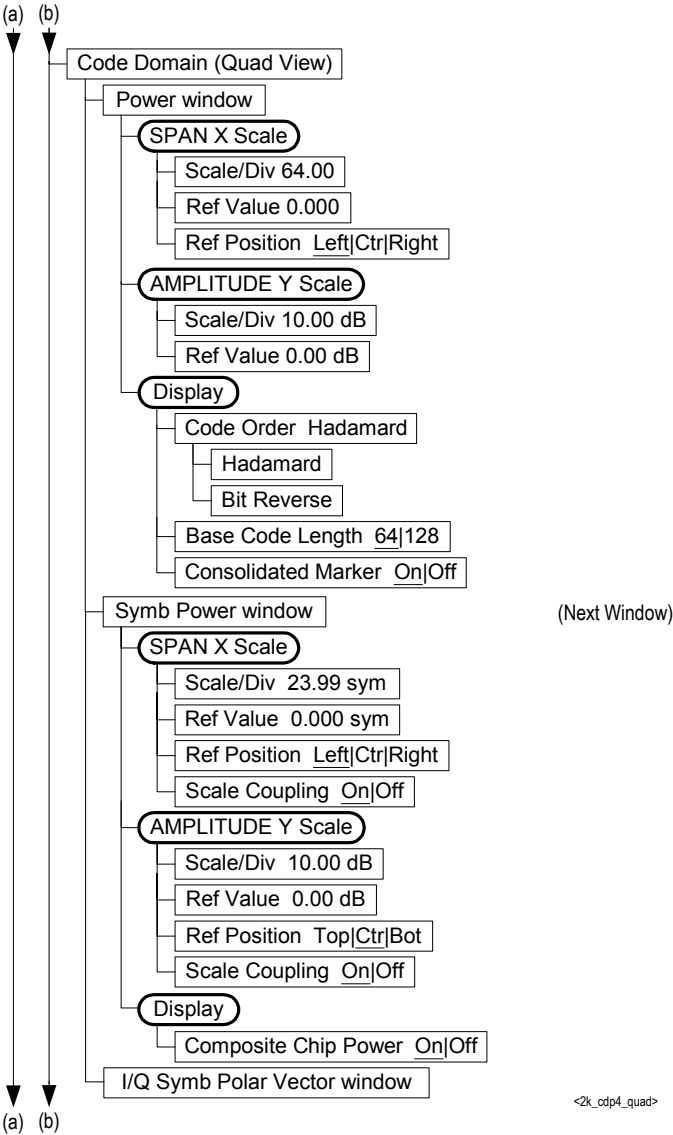 (a) (b)
Code Domain (Quad View)
Power window
SPAN X Scale
Scale/Div 64.00
Ref Value 0.000
Ref Position Left|Ctr|Right
AMPLITUDE Y Scale
Scale/Div 10.00 dB
Ref Value 0.00 dB
Display
Code Order Hadamard
Hadamard
Bit Reverse
Base Code Length 64|128
Consolidated Marker On|Off
Symb Power window (Next Window)
SPAN X Scale
Scale/Div 23.99 sym
Ref Value 0.000 sym
Ref Position Left|Ctr|Right
Scale Coupling On|Off
AMPLITUDE Y Scale
Scale/Div 10.00 dB
Ref Value 0.00 dB
Ref Position Top|Ctr|Bot
Scale Coupling On|Off
Display
Composite Chip Power On|Off
I/Q Symb Polar Vector window
<2k_cdp4_quad>
(a) (b)